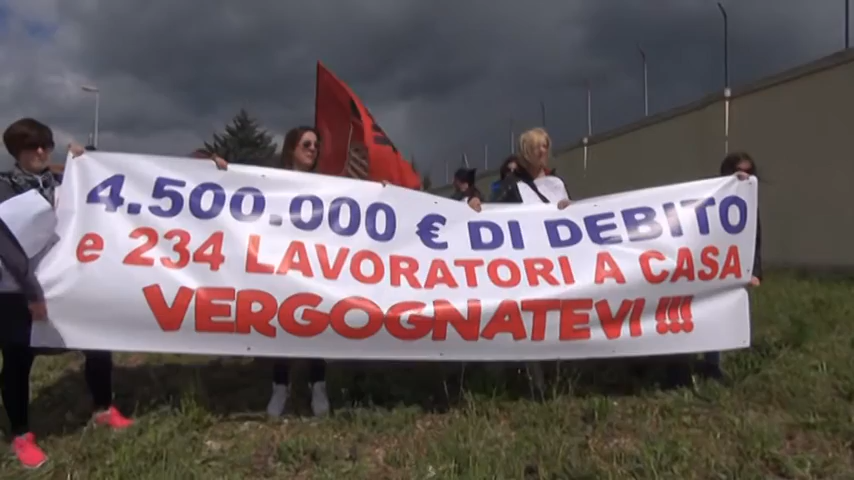 4.500.000 € DI DEBITO
e 234 LAVORATORI A CASA
VERGOGNATEVI !!!